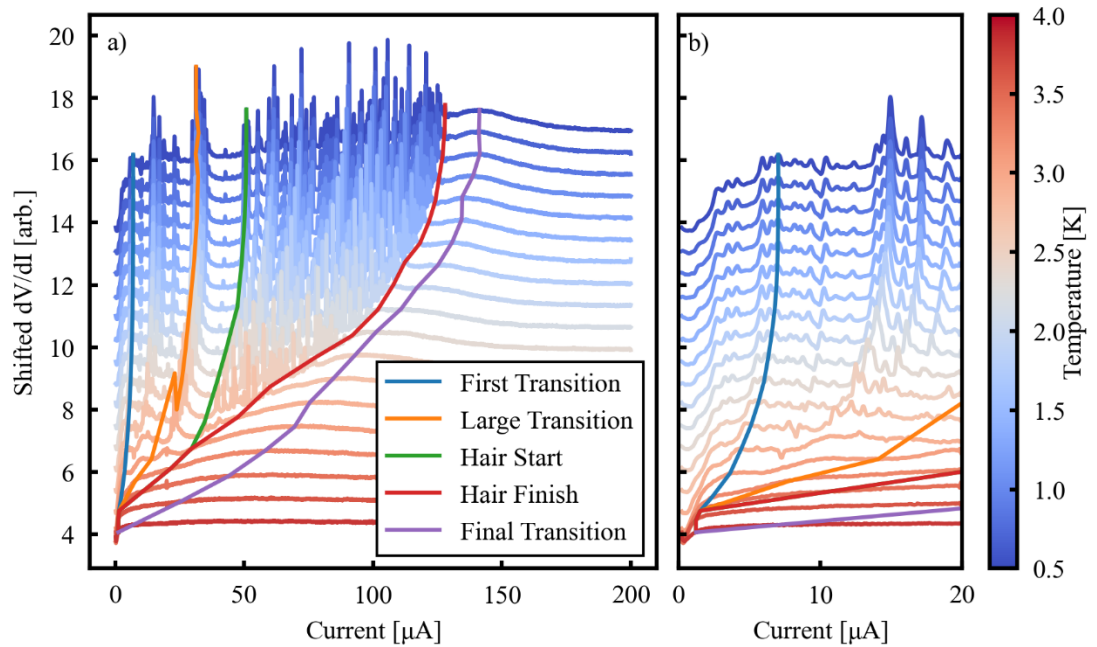 a)
b)
Shifted dV/dI [arb.]
20
18
16
14
12
10
8
6
4
First Transition
Large Transition
Hair Start
Hair Finish
Final Transition
0
50
100
150
200
Current [μA]
0
10
20
Current [μA]
4.0
3.5
3.0
2.5
2.0
1.5
1.0
0.5
Temperature [K]